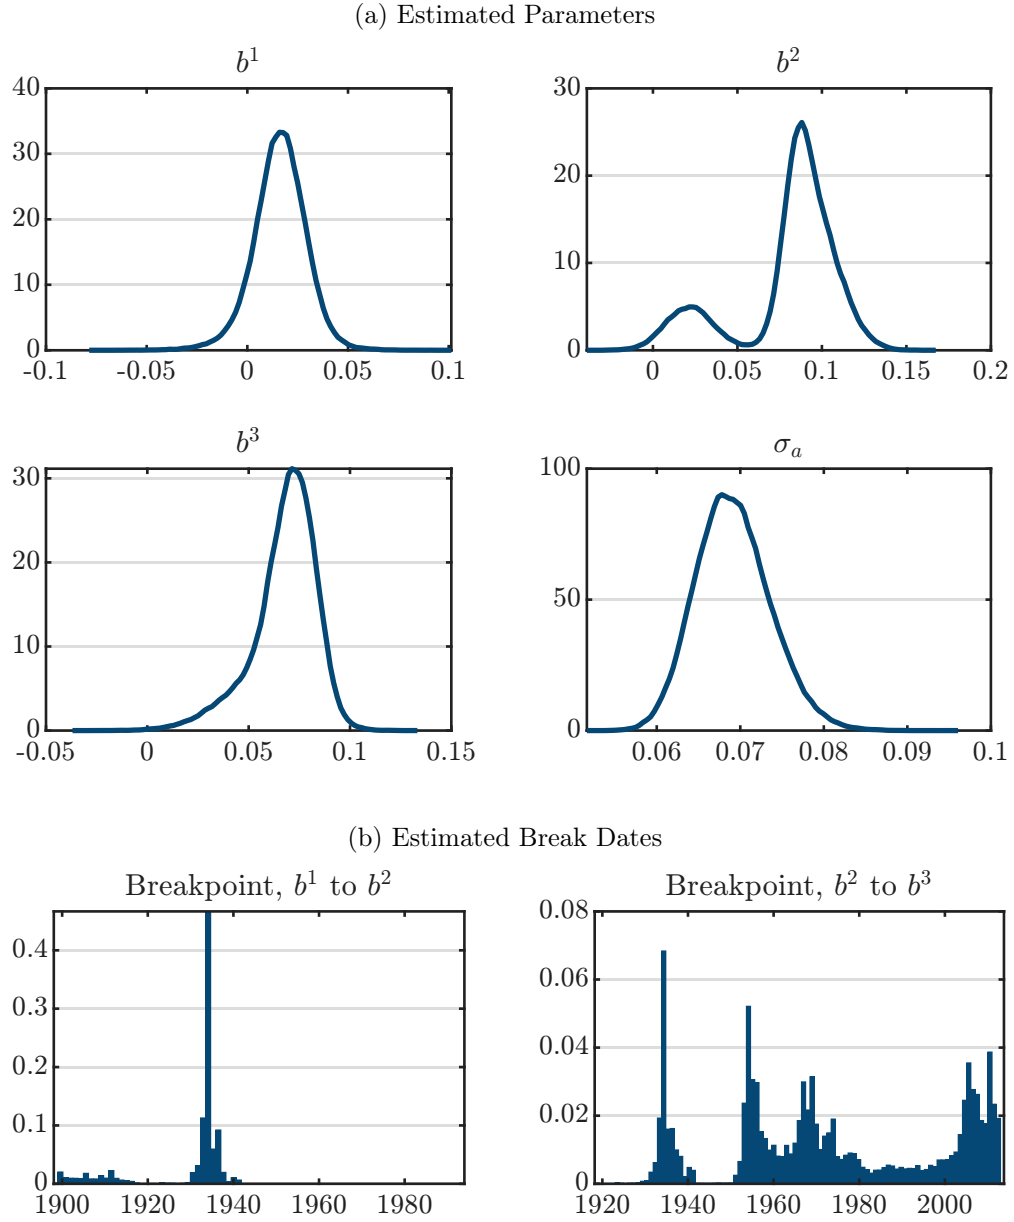 (a) Estimated Parameters
b¹ b²
40
30
20
10
0
-0.1 -0.05 0 0.05 0.1
30
20
10
0
0 0.05 0.1 0.15 0.2
b³ σₐ
30
20
10
0
-0.05 0 0.05 0.1 0.15
100
50
0
0.06 0.07 0.08 0.09 0.1
(b) Estimated Break Dates
Breakpoint, b¹ to b² Breakpoint, b² to b³
0.4
0.3
0.2
0.1
0
1900 1920 1940 1960 1980
0.08
0.06
0.04
0.02
0
1920 1940 1960 1980 2000